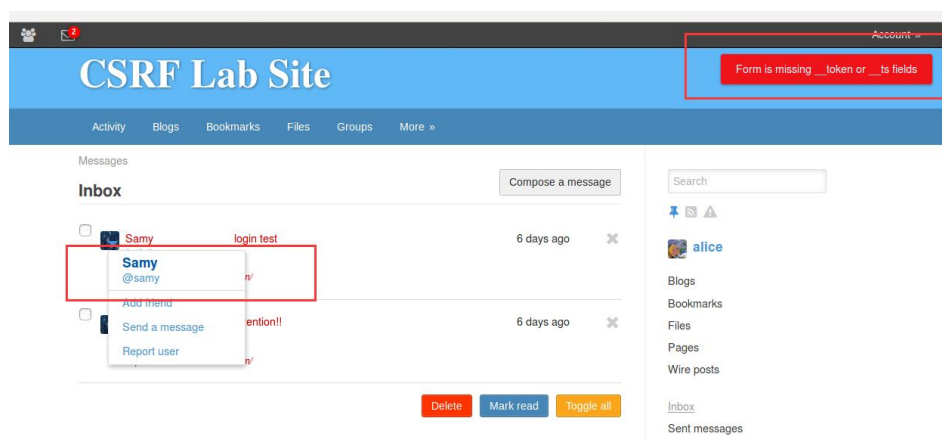 2
Account »
CSRF Lab Site
Form is missing __token or __ts fields
Activity Blogs Bookmarks Files Groups More »
Messages
Inbox
Compose a message
Samy login test
6 days ago
Samy
@samy
Add friend
Send a message
Report user
m/
ention!!
6 days ago
m/
Delete Mark read Toggle all
Search
alice
Blogs
Bookmarks
Files
Pages
Wire posts
Inbox
Sent messages